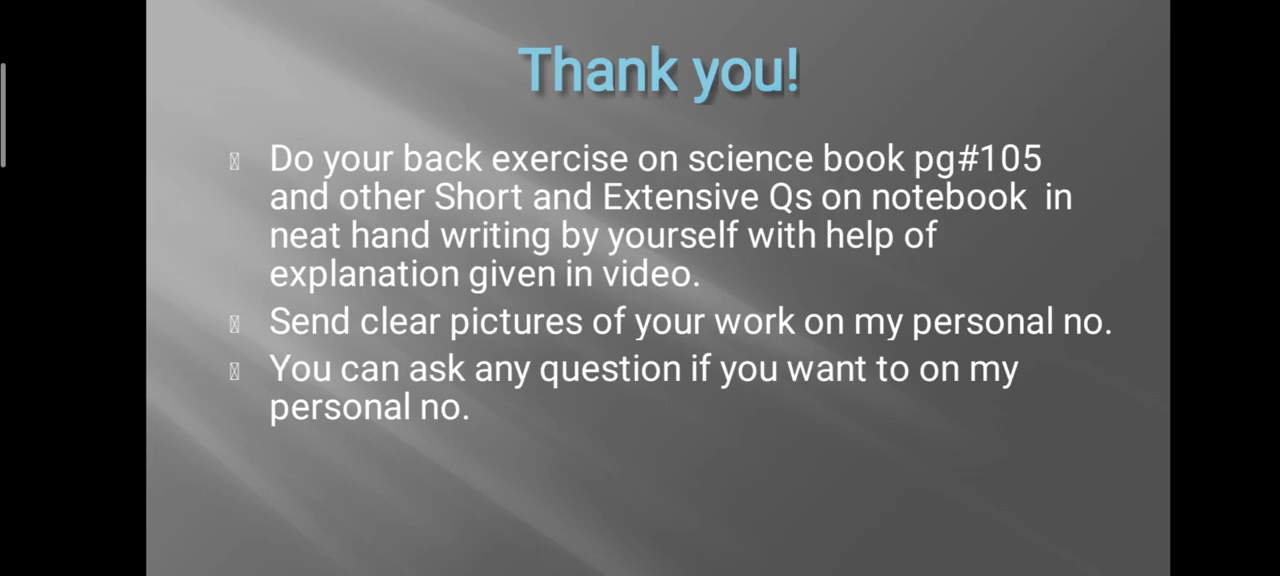 Thank you!
Do your back exercise on science book pg#105
and other Short and Extensive Qs on notebook  in
neat hand writing by yourself with help of
explanation given in video.
Send clear pictures of your work on my personal no.
You can ask any question if you want to on my
personal no.